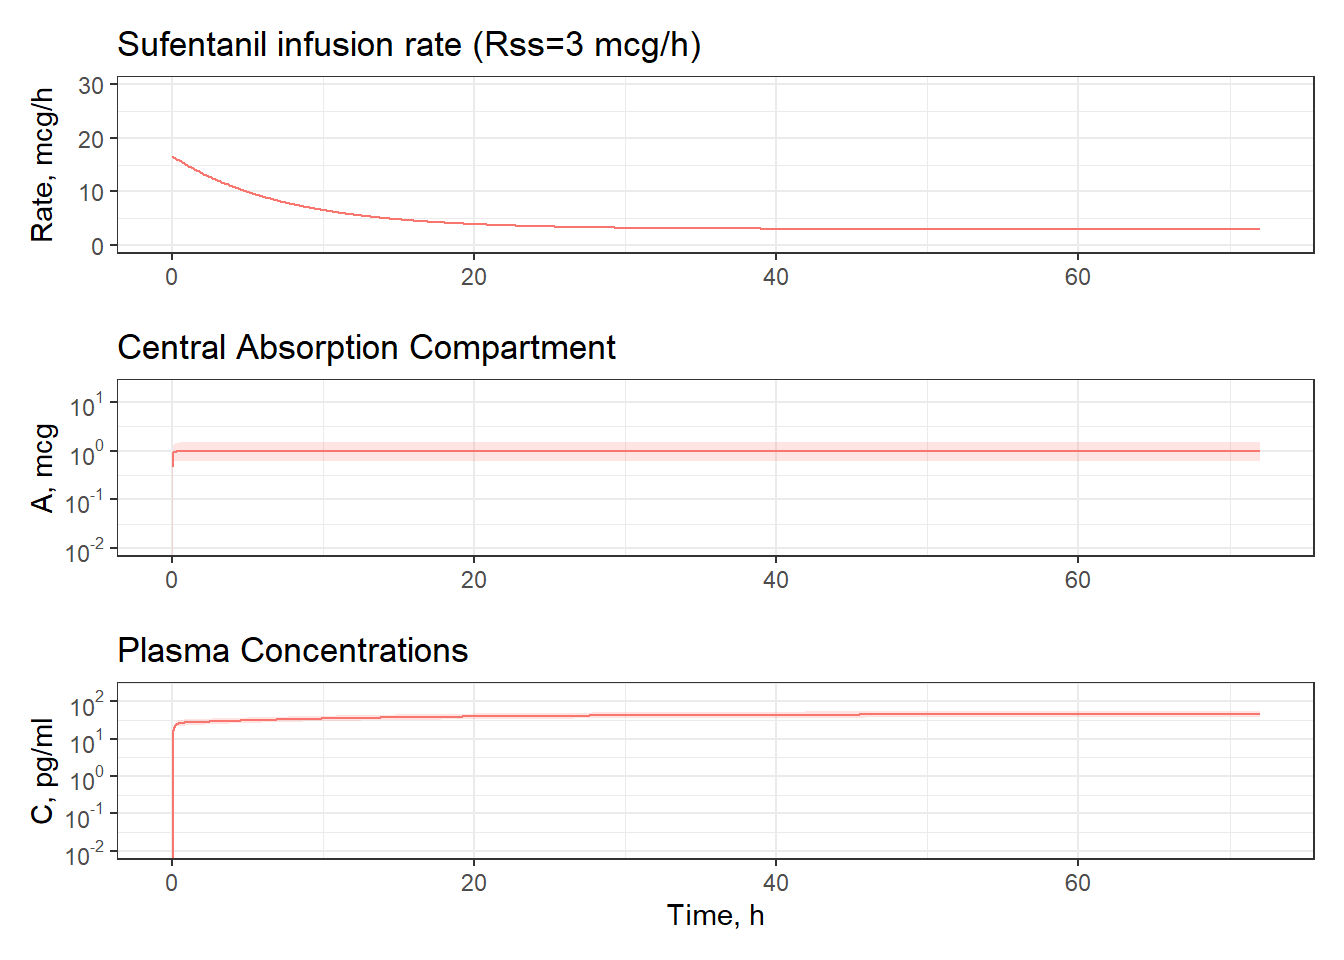 Sufentanil infusion rate (Rss=3 mcg/h)
Rate, mcg/h
30
20
10
0
0 20 40 60
Central Absorption Compartment
A, mcg
10^1
10^0
10^-1
10^-2
0 20 40 60
Plasma Concentrations
C, pg/ml
10^2
10^1
10^0
10^-1
10^-2
0 20 40 60
Time, h